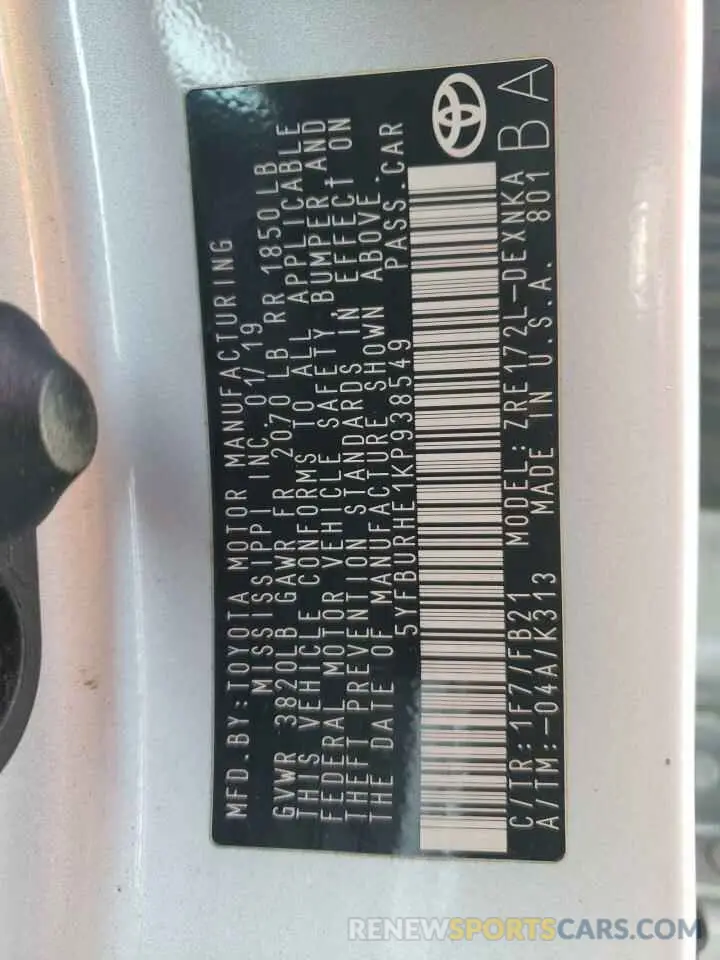 MFD.BY:TOYOTA MOTOR MANUFACTURING
MISSISSIPPI INC. 01/19
GVWR 3820LB GAWR FR 2070 LB RR 1850 LB
THIS VEHICLE CONFORMS TO ALL APPLICABLE
FEDERAL MOTOR VEHICLE SAFETY, BUMPER, AND
THEFT PREVENTION STANDARDS IN EFFECT ON
THE DATE OF MANUFACTURE SHOWN ABOVE.
5YFBURHE1KP938549 PASS.CAR
C/TR:1F7/FB21 MODEL:ZRE172L-DEXNKA
A/TM:-04A/K313 MADE IN U.S.A. 801
BA
RENEWSPORTSCARS.COM